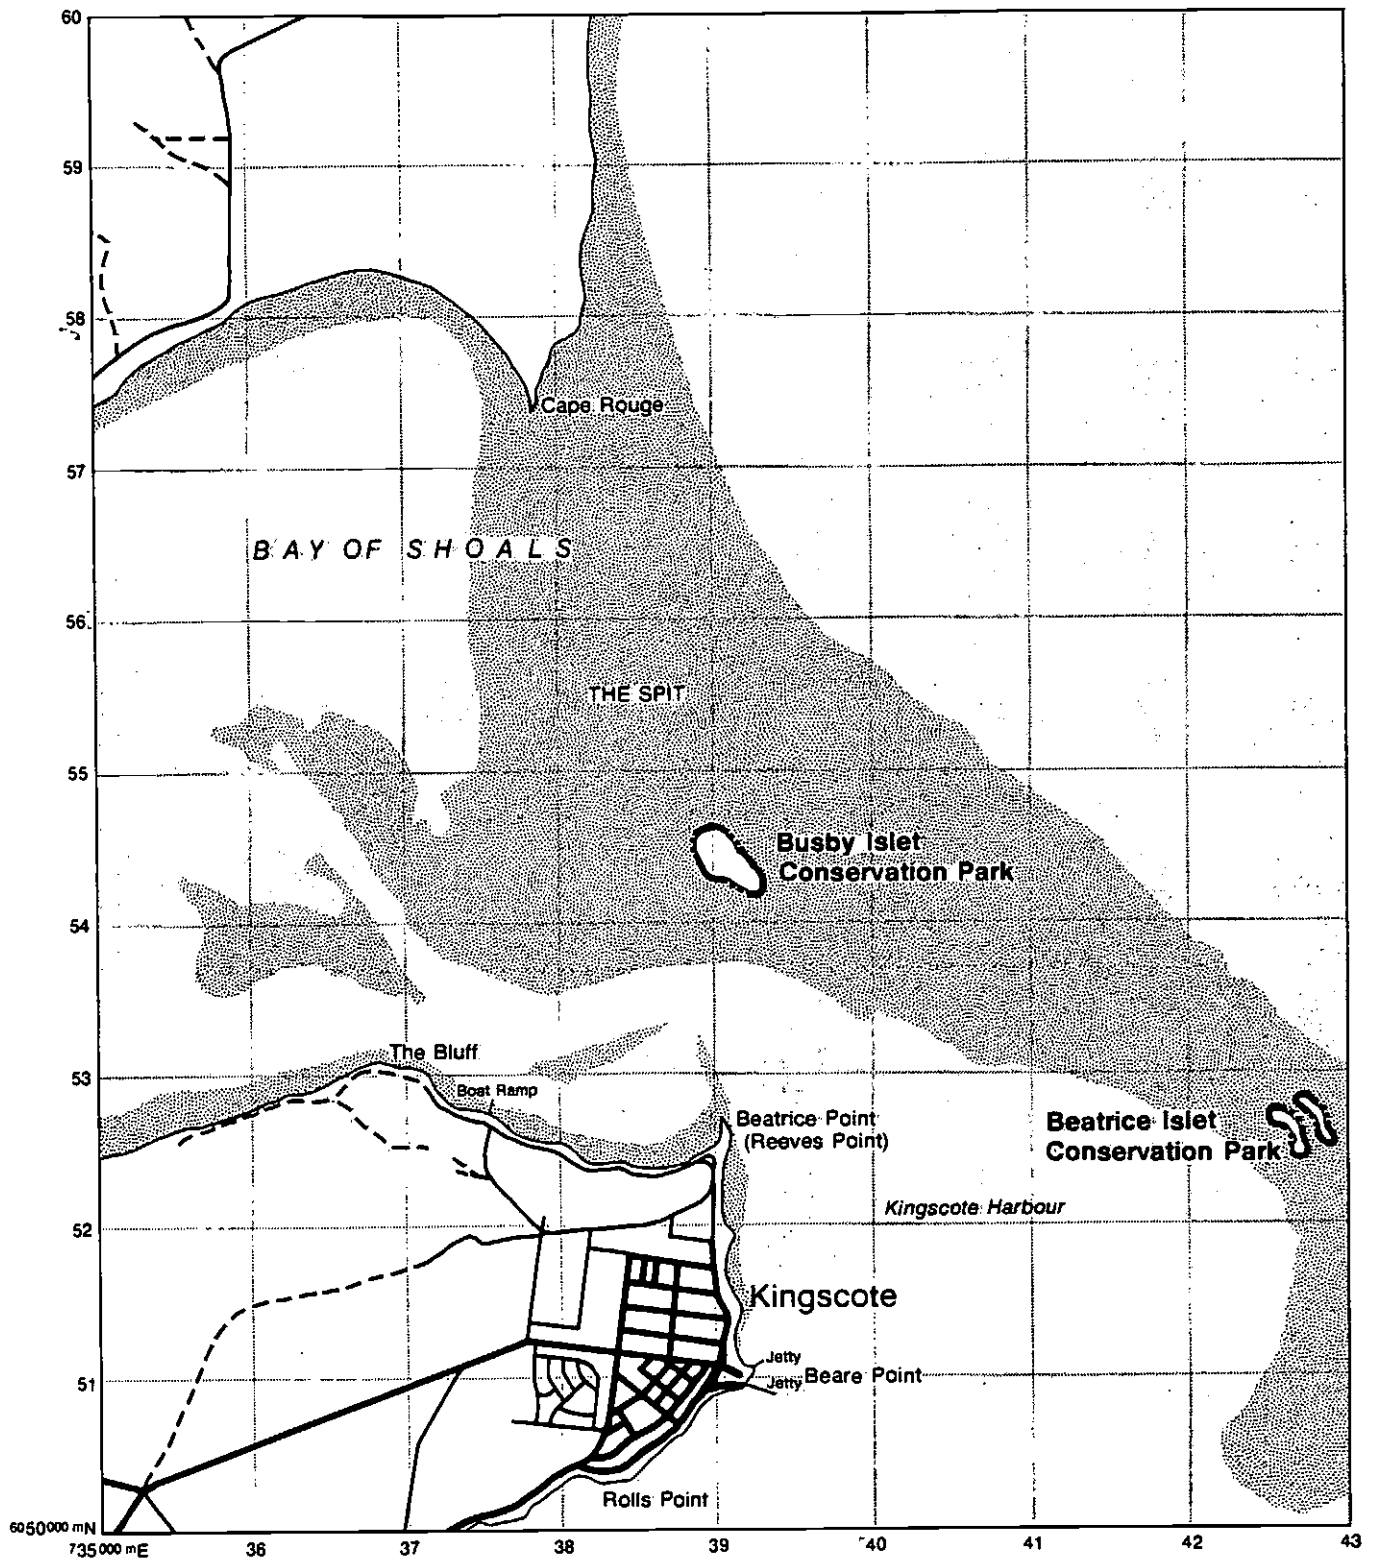 60
59
58
Cape Rouge
57
BAY OF SHOALS
56
THE SPIT
55
Busby Islet
Conservation Park
54
The Bluff
53
Boat Ramp
Beatrice Point
(Reeves Point)
Beatrice Islet
Conservation Park
Kingscote Harbour
52
Kingscote
Jetty
Beare Point
51
Jetty
Rolls Point
6050000 mN
735000 mE
36
37
38
39
40
41
42
43